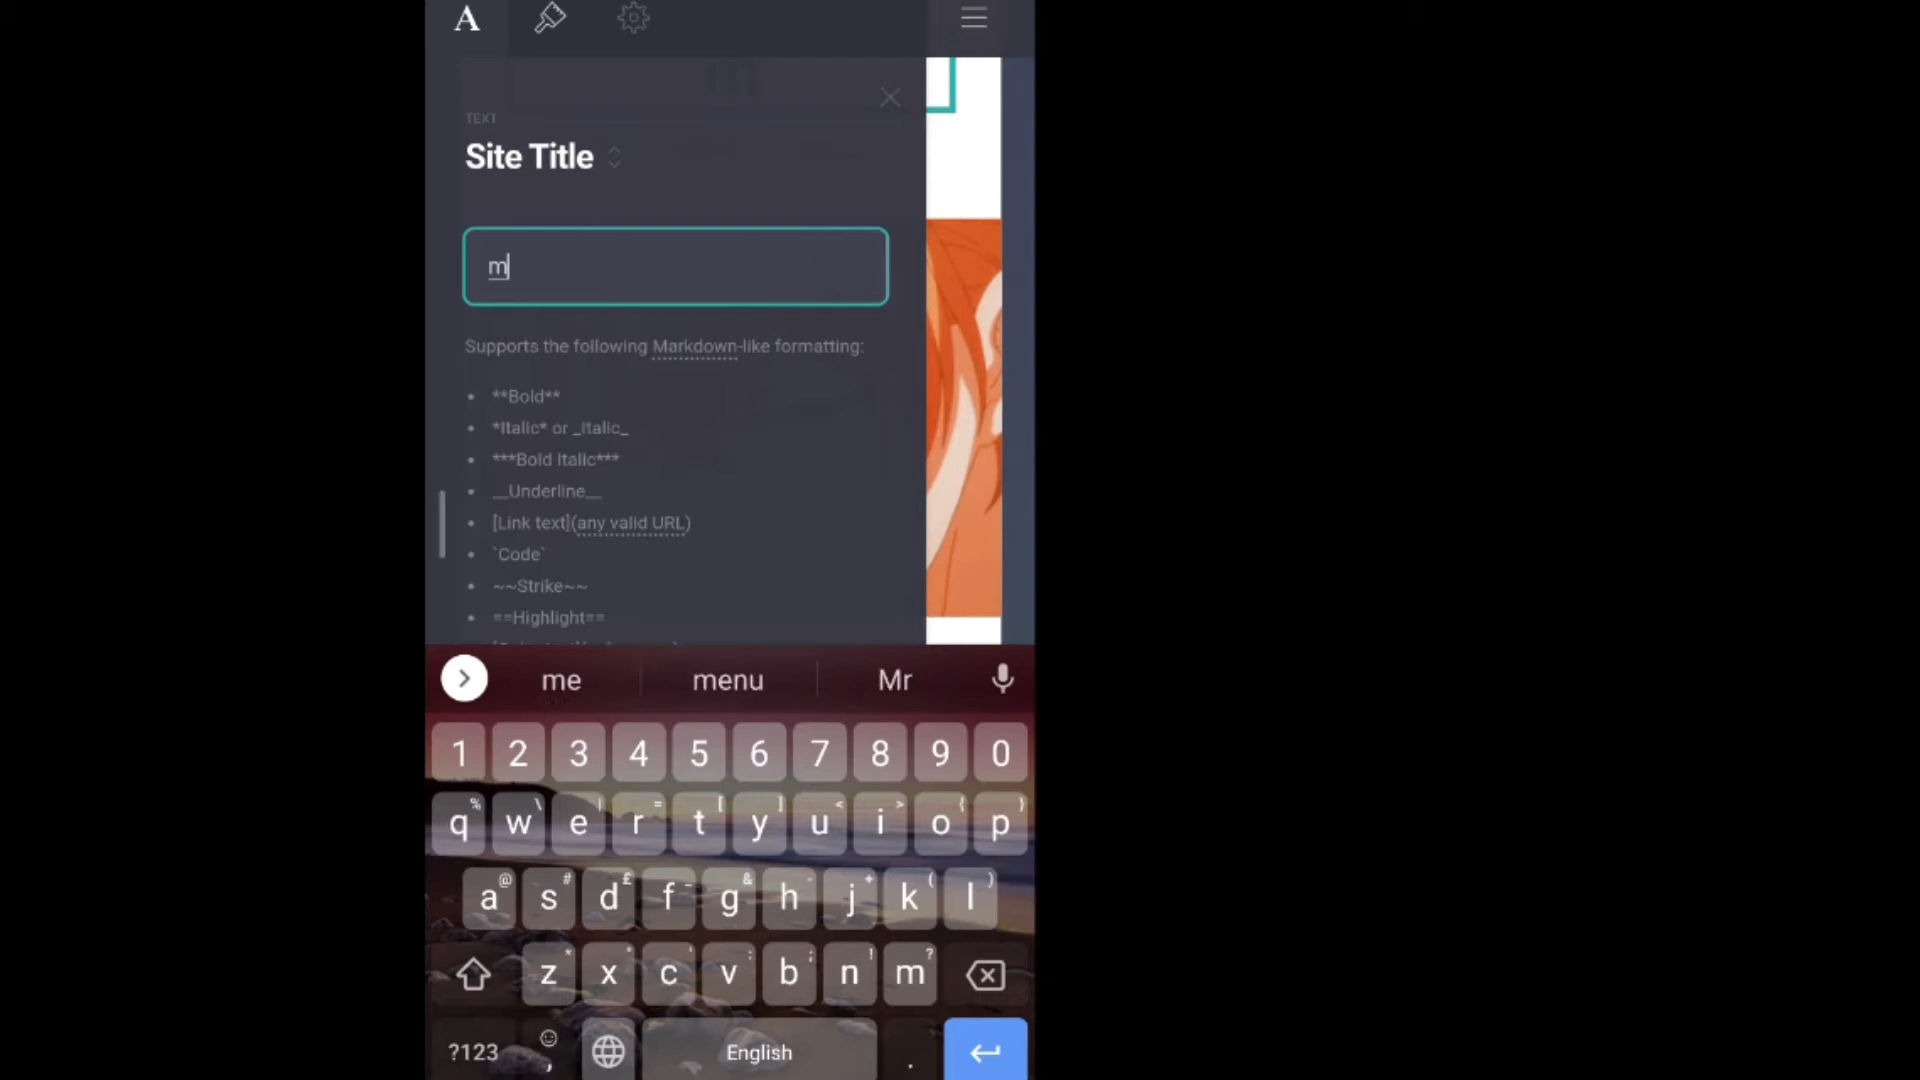 A
TEXT
Site Title
m
Supports the following Markdown-like formatting:
**Bold**
*Italic* or _Italic_
***Bold Italic***
__Underline__
[Link text](any valid URL)
`Code`
~~Strike~~
==Highlight==
me menu Mr
1 2 3 4 5 6 7 8 9 0
% \ | = [ ] < > { }
q w e r t y u i o p
@ # £ _ & - + ( )
a s d f g h j k l
* " ' : ; ! ?
z x c v b n m
?123 , English .